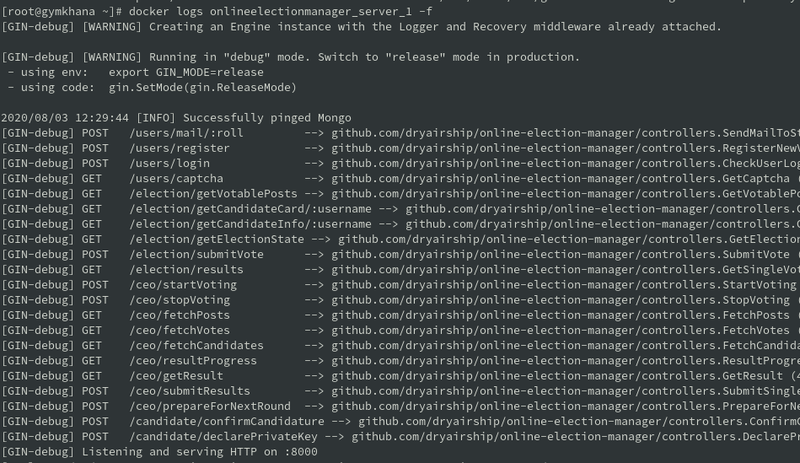 [root@gymkhana ~]# docker logs onlineelectionmanager_server_1 -f
[GIN-debug] [WARNING] Creating an Engine instance with the Logger and Recovery middleware already attached.
[GIN-debug] [WARNING] Running in "debug" mode. Switch to "release" mode in production.
- using env: export GIN_MODE=release
- using code: gin.SetMode(gin.ReleaseMode)
2020/08/03 12:29:44 [INFO] Successfully pinged Mongo
[GIN-debug] POST /users/mail/:roll --> github.com/dryairship/online-election-manager/controllers.SendMailToSt
[GIN-debug] POST /users/register --> github.com/dryairship/online-election-manager/controllers.RegisterNewV
[GIN-debug] POST /users/login --> github.com/dryairship/online-election-manager/controllers.CheckUserLog
[GIN-debug] GET /users/captcha --> github.com/dryairship/online-election-manager/controllers.GetCaptcha (
[GIN-debug] GET /election/getVotablePosts --> github.com/dryairship/online-election-manager/controllers.GetVotablePo
[GIN-debug] GET /election/getCandidateCard/:username --> github.com/dryairship/online-election-manager/controllers.G
[GIN-debug] GET /election/getCandidateInfo/:username --> github.com/dryairship/online-election-manager/controllers.G
[GIN-debug] GET /election/getElectionState --> github.com/dryairship/online-election-manager/controllers.GetElection
[GIN-debug] POST /election/submitVote --> github.com/dryairship/online-election-manager/controllers.SubmitVote (
[GIN-debug] GET /election/results --> github.com/dryairship/online-election-manager/controllers.GetSingleVot
[GIN-debug] POST /ceo/startVoting --> github.com/dryairship/online-election-manager/controllers.StartVoting
[GIN-debug] POST /ceo/stopVoting --> github.com/dryairship/online-election-manager/controllers.StopVoting (
[GIN-debug] GET /ceo/fetchPosts --> github.com/dryairship/online-election-manager/controllers.FetchPosts (
[GIN-debug] GET /ceo/fetchVotes --> github.com/dryairship/online-election-manager/controllers.FetchVotes (
[GIN-debug] GET /ceo/fetchCandidates --> github.com/dryairship/online-election-manager/controllers.FetchCandida
[GIN-debug] GET /ceo/resultProgress --> github.com/dryairship/online-election-manager/controllers.ResultProgre
[GIN-debug] GET /ceo/getResult --> github.com/dryairship/online-election-manager/controllers.GetResult (4
[GIN-debug] POST /ceo/submitResults --> github.com/dryairship/online-election-manager/controllers.SubmitSingle
[GIN-debug] POST /ceo/prepareForNextRound --> github.com/dryairship/online-election-manager/controllers.PrepareForNe
[GIN-debug] POST /candidate/confirmCandidature --> github.com/dryairship/online-election-manager/controllers.ConfirmC
[GIN-debug] POST /candidate/declarePrivateKey --> github.com/dryairship/online-election-manager/controllers.DeclarePr
[GIN-debug] Listening and serving HTTP on :8000